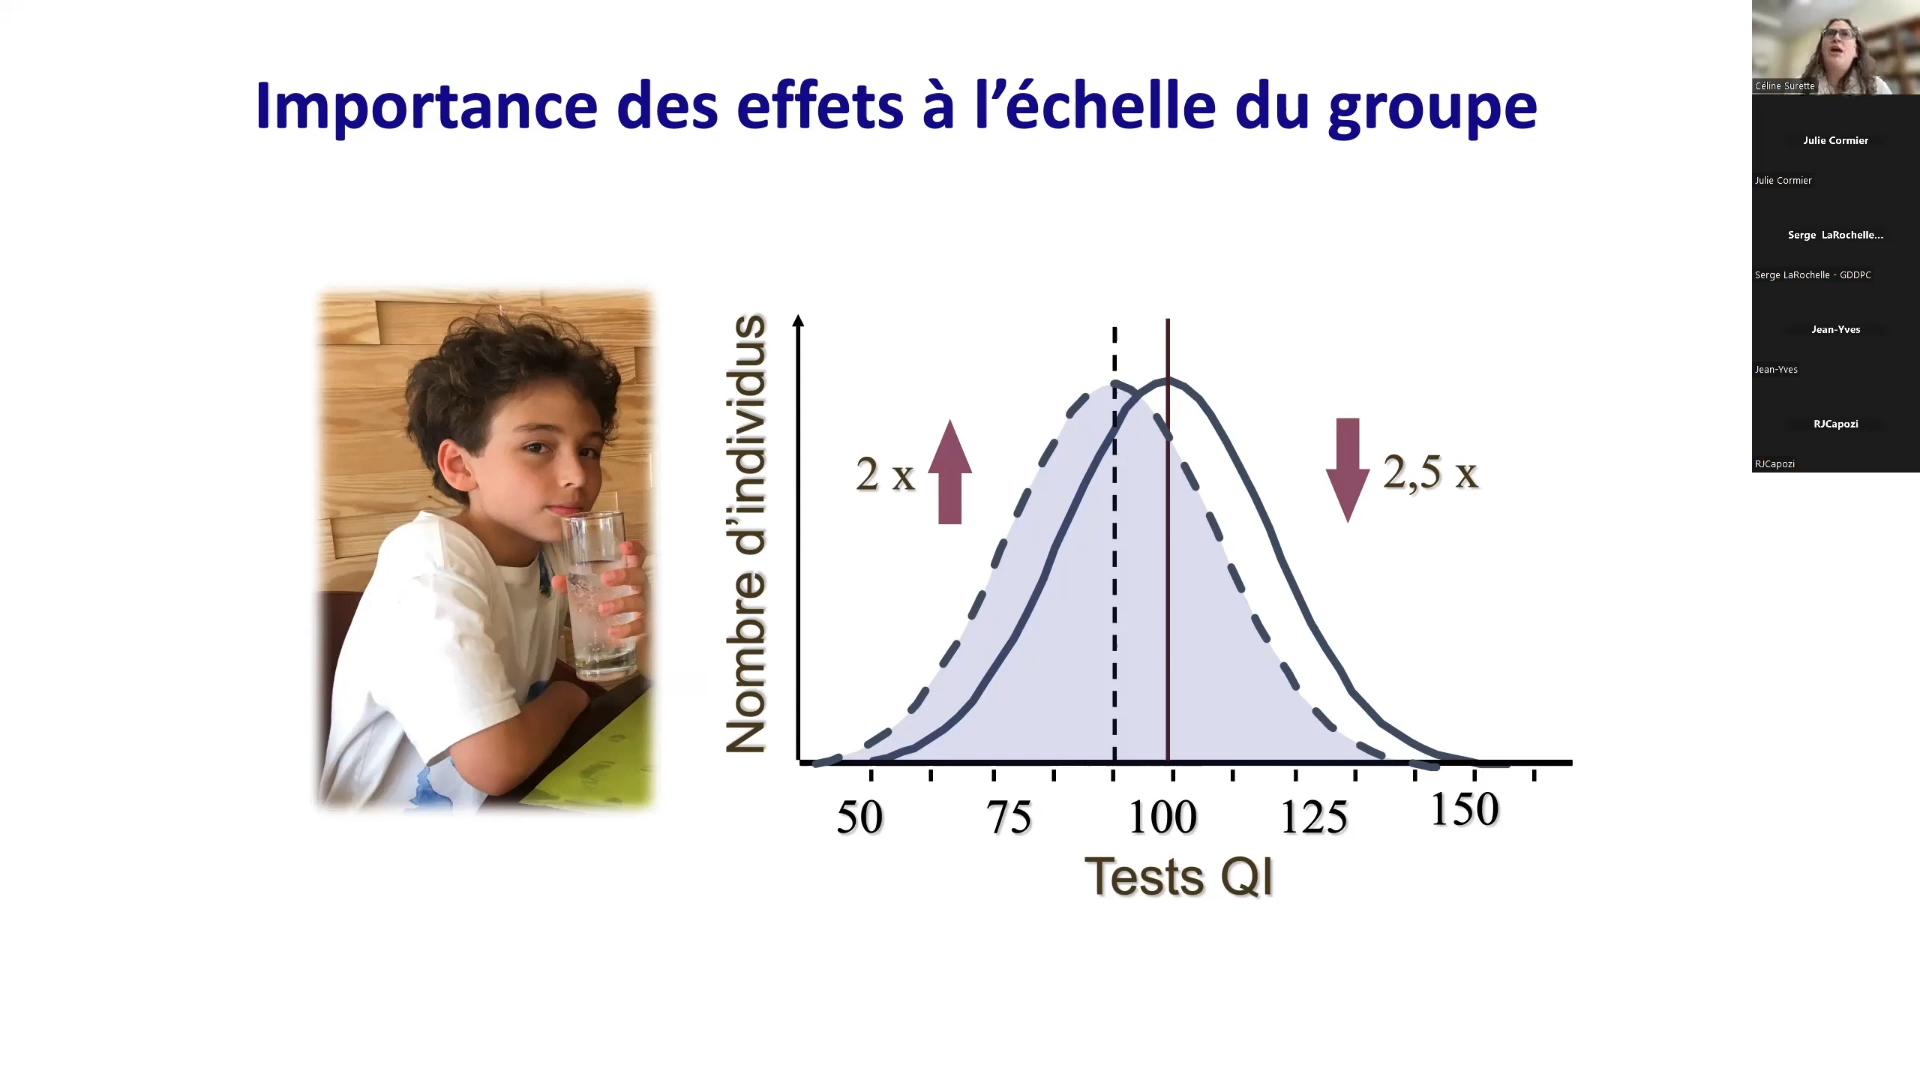 Importance des effets à l’échelle du groupe
Nombre d’individus
2 x
2,5 x
50 75 100 125 150
Tests QI
Céline Surette
Julie Cormier
Julie Cormier
Serge LaRochelle...
Serge LaRochelle - GDDPC
Jean-Yves
Jean-Yves
RJCapozi
RJCapozi